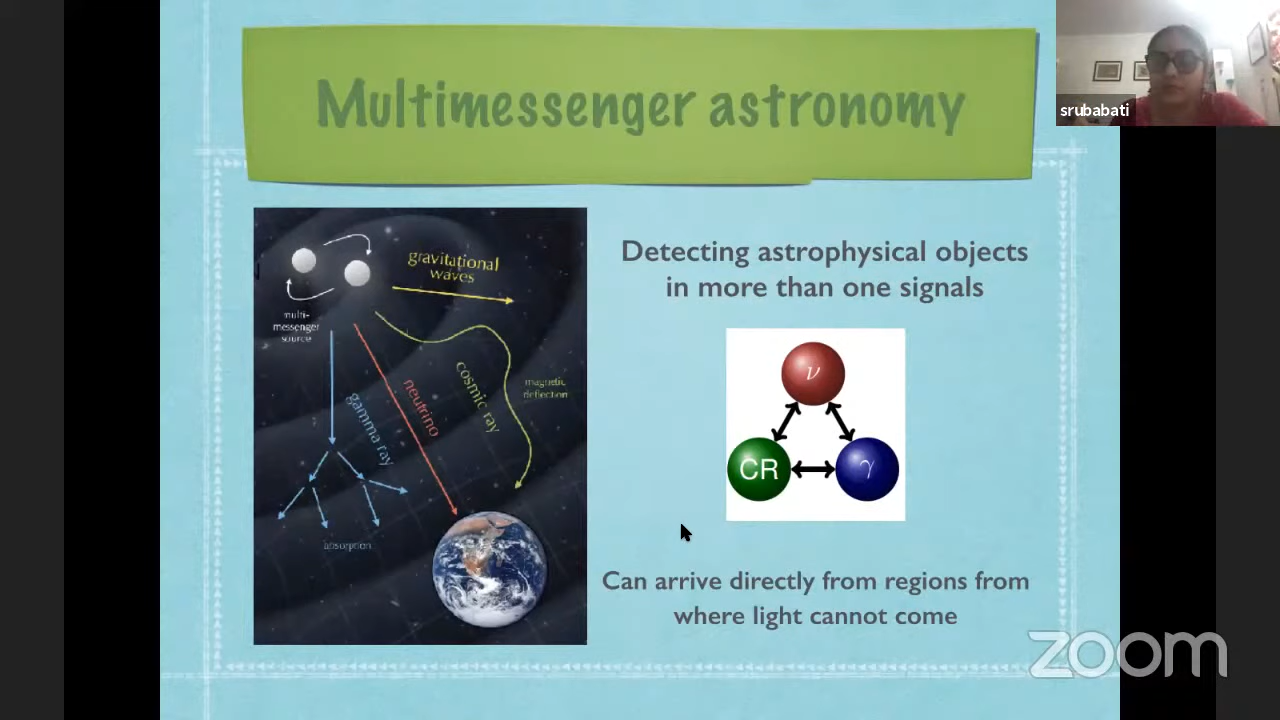 Multimessenger astronomy
srubabati
gravitational
waves
multi-
messenger
source
gamma ray
neutrino
cosmic ray
magnetic
deflection
absorption
Detecting astrophysical objects
in more than one signals
ν
CR
γ
Can arrive directly from regions from
where light cannot come
zoom